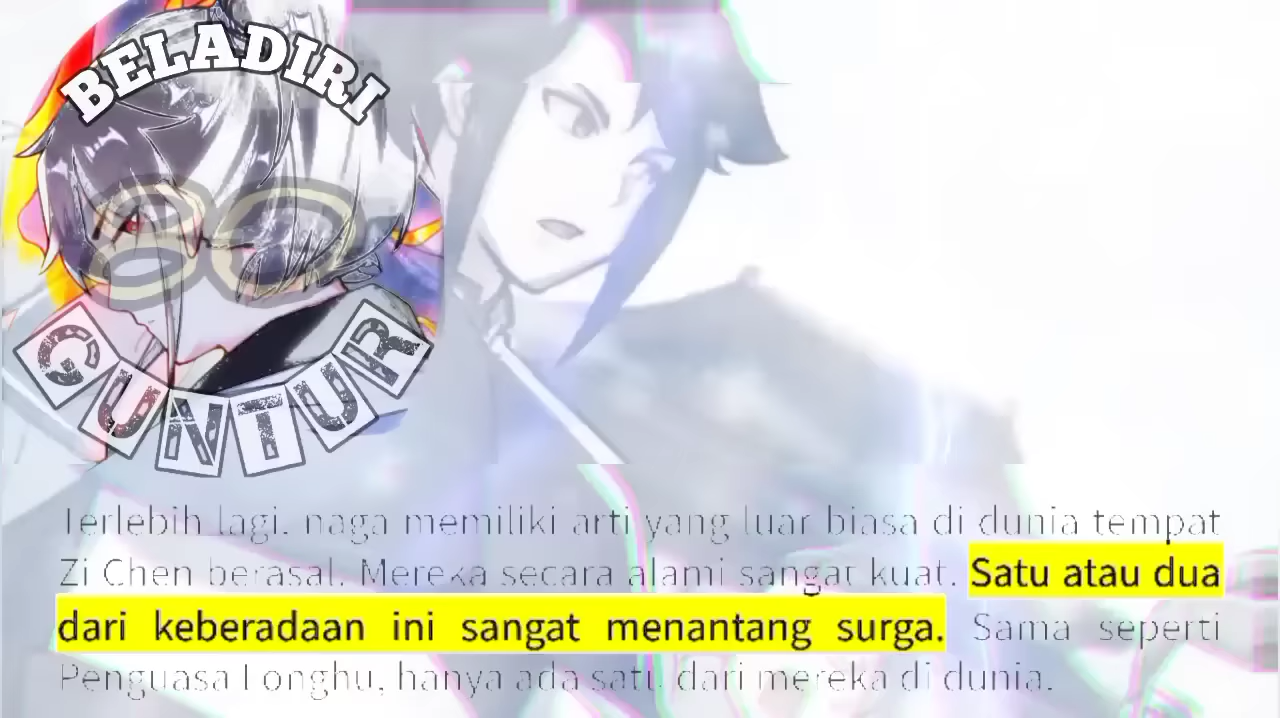 BELADIRI
GUNTUR
Terlebih lagi, naga memiliki arti yang luar biasa di dunia tempat
Zi Chen berasal. Mereka secara alami sangat kuat. Satu atau dua
dari keberadaan ini sangat menantang surga. Sama seperti
Penguasa Longhu, hanya ada satu dari mereka di dunia.